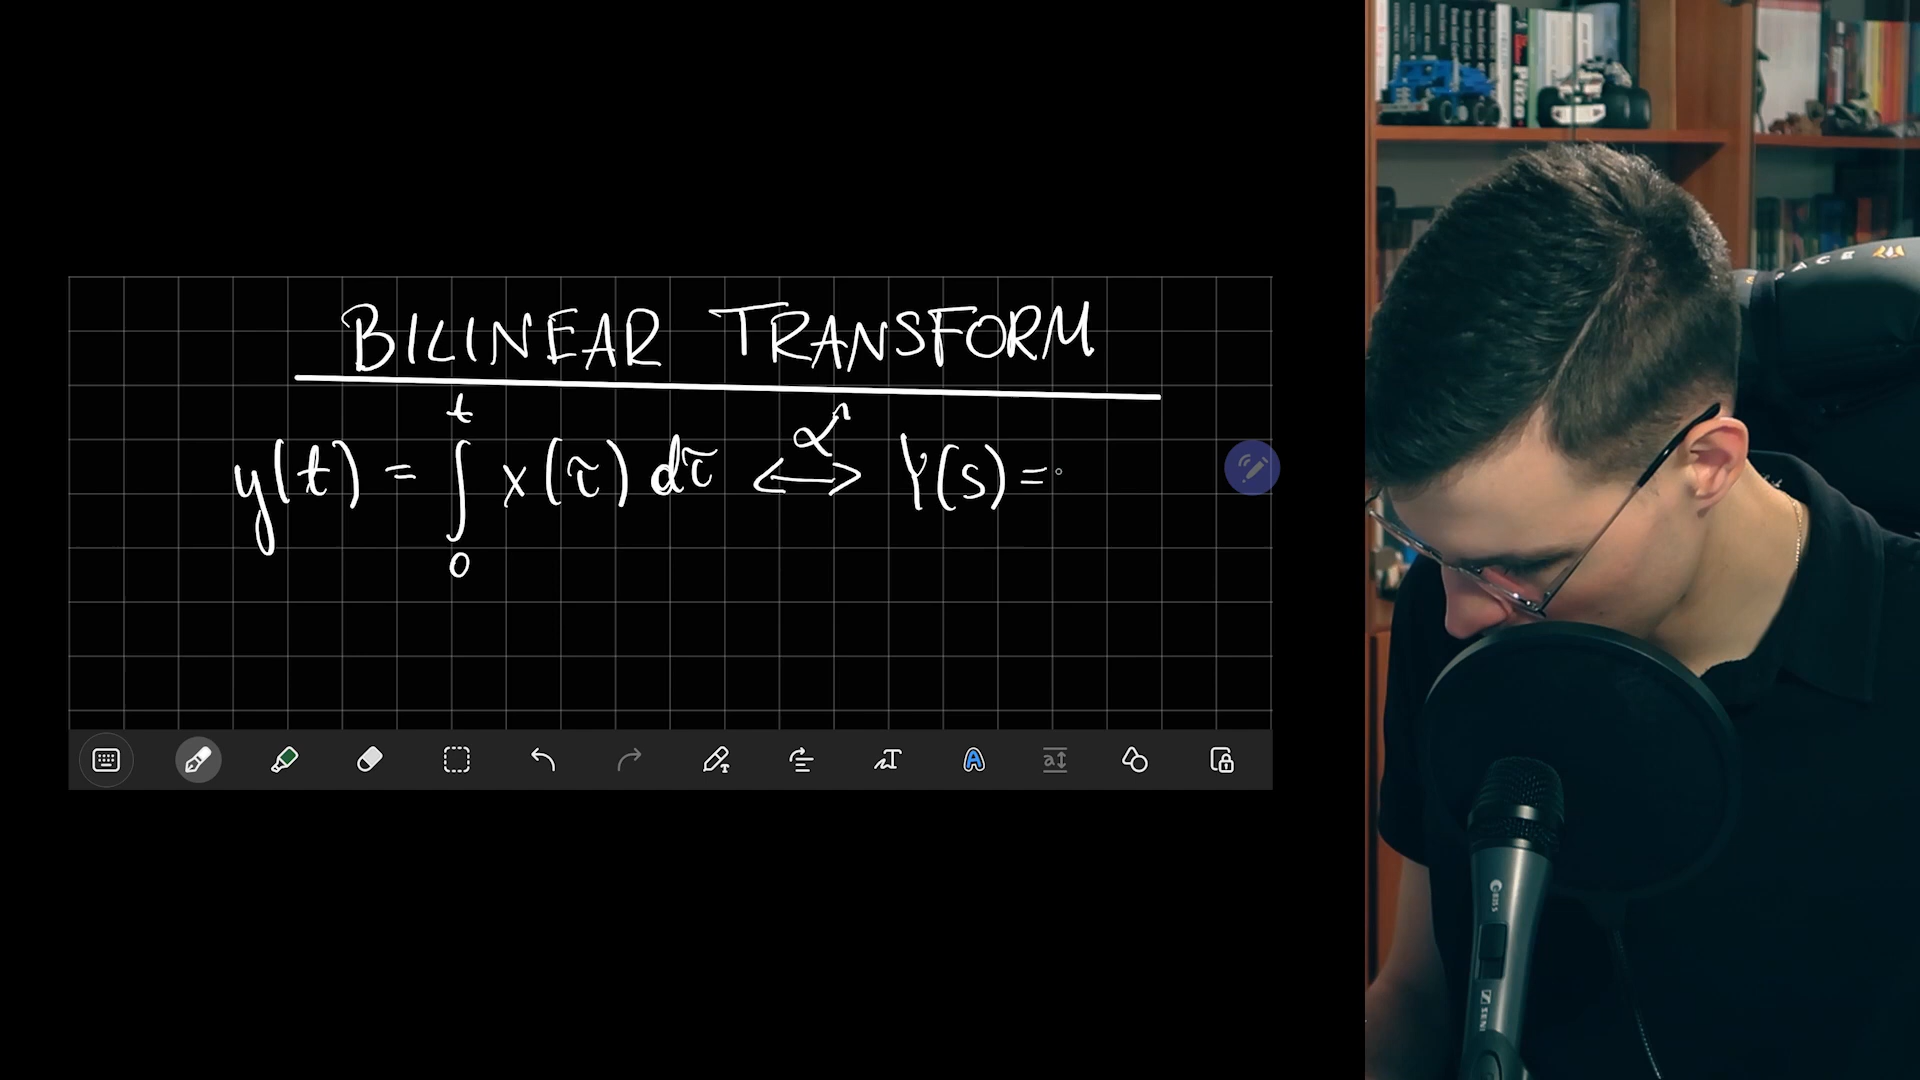 BILINEAR TRANSFORM
y(t) = ∫₀ᵗ x(τ) dτ ⟷ℒ Y(s) =